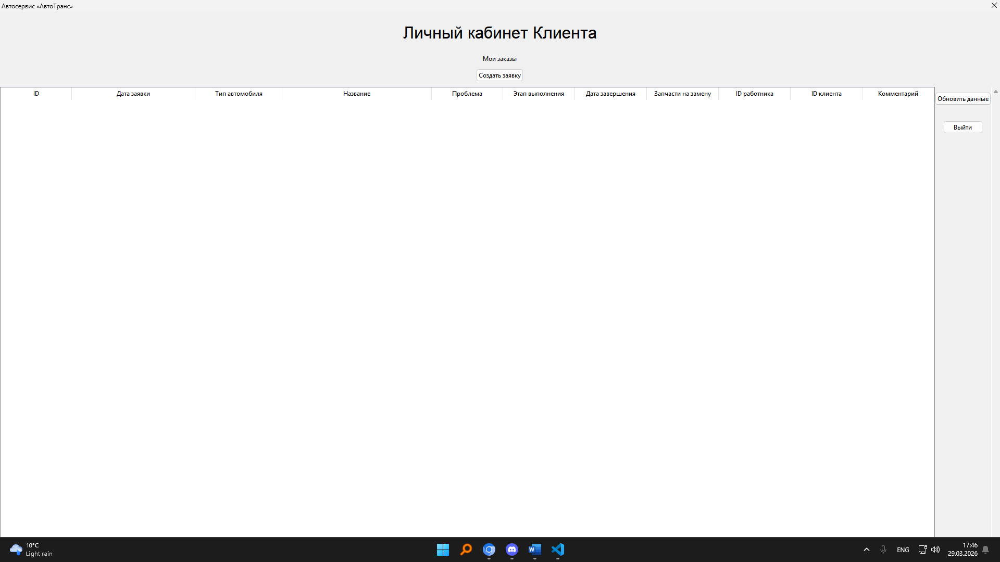 Автосервис «АвтоТранс»
Личный кабинет Клиента
Мои заказы
Создать заявку
ID Дата заявки Тип автомобиля Название Проблема Этап выполнения Дата завершения Запчасти на замену ID работника ID клиента Комментарий
Обновить данные
Выйти
10°C
Light rain
ENG
17:46
29.03.2026